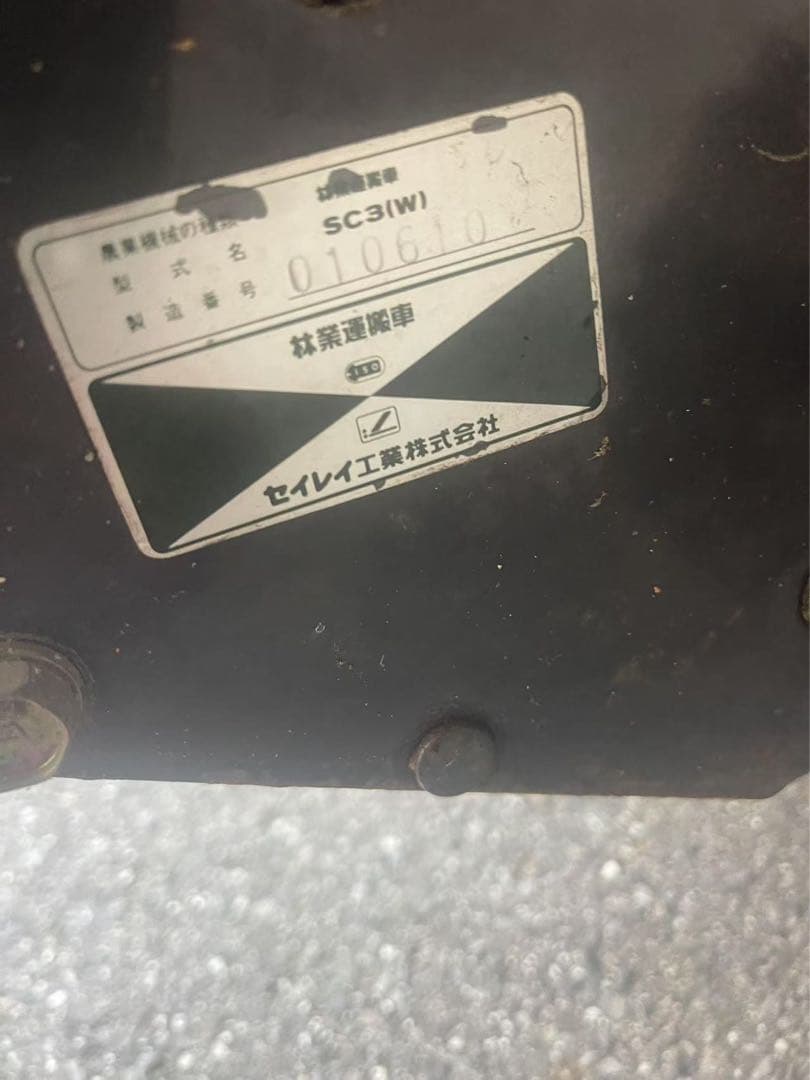 農業機械の種類 林業運搬車
型式名 SC3(W)
製造番号 010610
林業運搬車
セイレイ工業株式会社